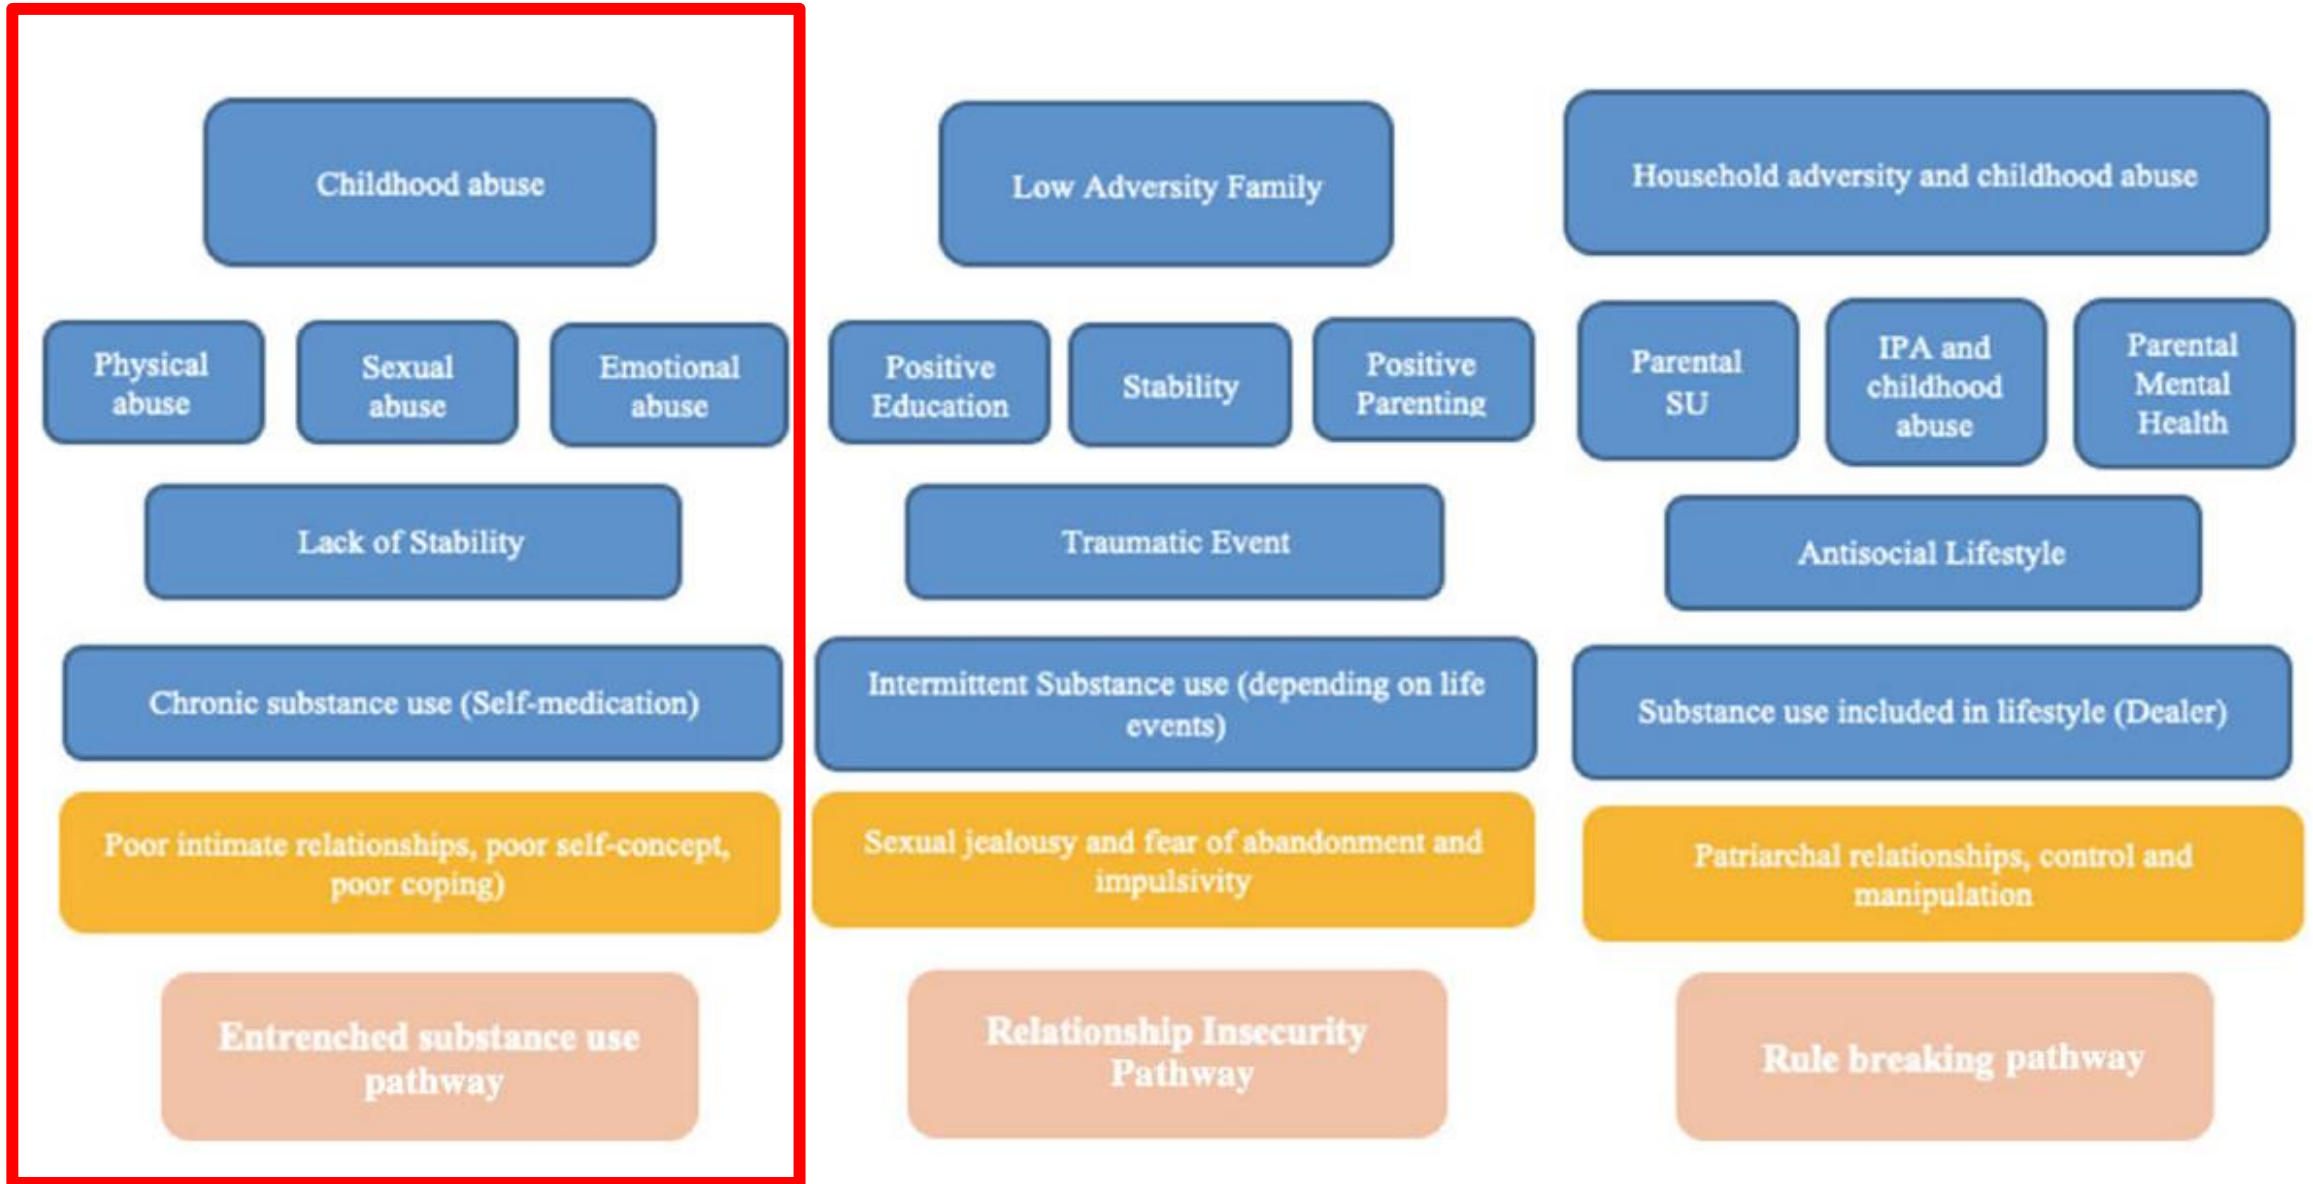 Childhood abuse
Physical
abuse
Sexual
abuse
Emotional
abuse
Lack of Stability
Chronic substance use (Self-medication)
Poor intimate relationships, poor self-concept,
poor coping)
Entrenched substance use
pathway
Low Adversity Family
Positive
Education
Stability
Positive
Parenting
Traumatic Event
Intermittent Substance use (depending on life
events)
Sexual jealousy and fear of abandonment and
impulsivity
Relationship Insecurity
Pathway
Household adversity and childhood abuse
Parental
SU
IPA and
childhood
abuse
Parental
Mental
Health
Antisocial Lifestyle
Substance use included in lifestyle (Dealer)
Patriarchal relationships, control and
manipulation
Rule breaking pathway